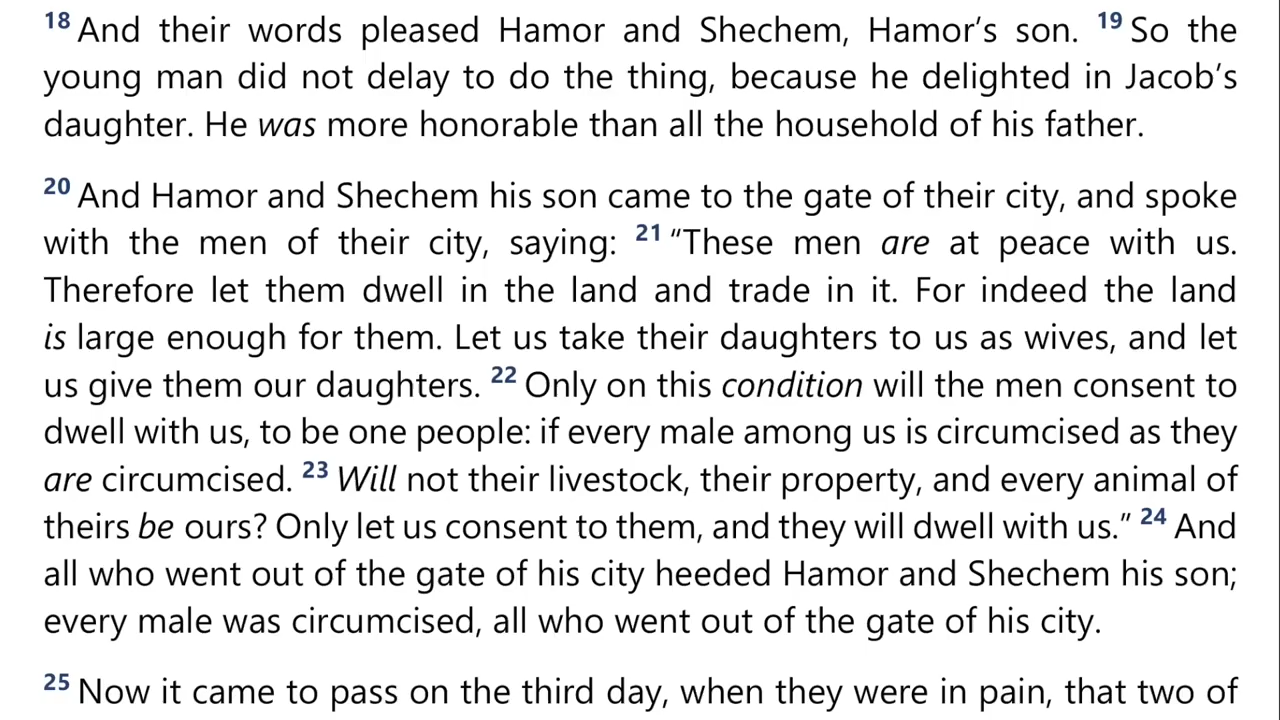 18 And their words pleased Hamor and Shechem, Hamor’s son. 19 So the
young man did not delay to do the thing, because he delighted in Jacob’s
daughter. He was more honorable than all the household of his father.
20 And Hamor and Shechem his son came to the gate of their city, and spoke
with the men of their city, saying: 21 “These men are at peace with us.
Therefore let them dwell in the land and trade in it. For indeed the land
is large enough for them. Let us take their daughters to us as wives, and let
us give them our daughters. 22 Only on this condition will the men consent to
dwell with us, to be one people: if every male among us is circumcised as they
are circumcised. 23 Will not their livestock, their property, and every animal of
theirs be ours? Only let us consent to them, and they will dwell with us.” 24 And
all who went out of the gate of his city heeded Hamor and Shechem his son;
every male was circumcised, all who went out of the gate of his city.
25 Now it came to pass on the third day, when they were in pain, that two of